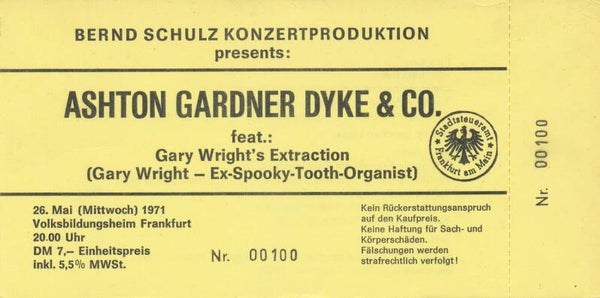 BERND SCHULZ KONZERTPRODUKTION
presents:
ASHTON GARDNER DYKE & CO.
feat.:
Gary Wright's Extraction
(Gary Wright – Ex-Spooky-Tooth-Organist)
Stadtsteueramt
Frankfurt am Main
26. Mai (Mittwoch) 1971
Volksbildungsheim Frankfurt
20.00 Uhr
DM 7,– Einheitspreis
inkl. 5,5% MWSt.
Nr. 00100
Kein Rückerstattungsanspruch
auf den Kaufpreis.
Keine Haftung für Sach- und
Körperschäden.
Fälschungen werden
strafrechtlich verfolgt!
Nr. 00100